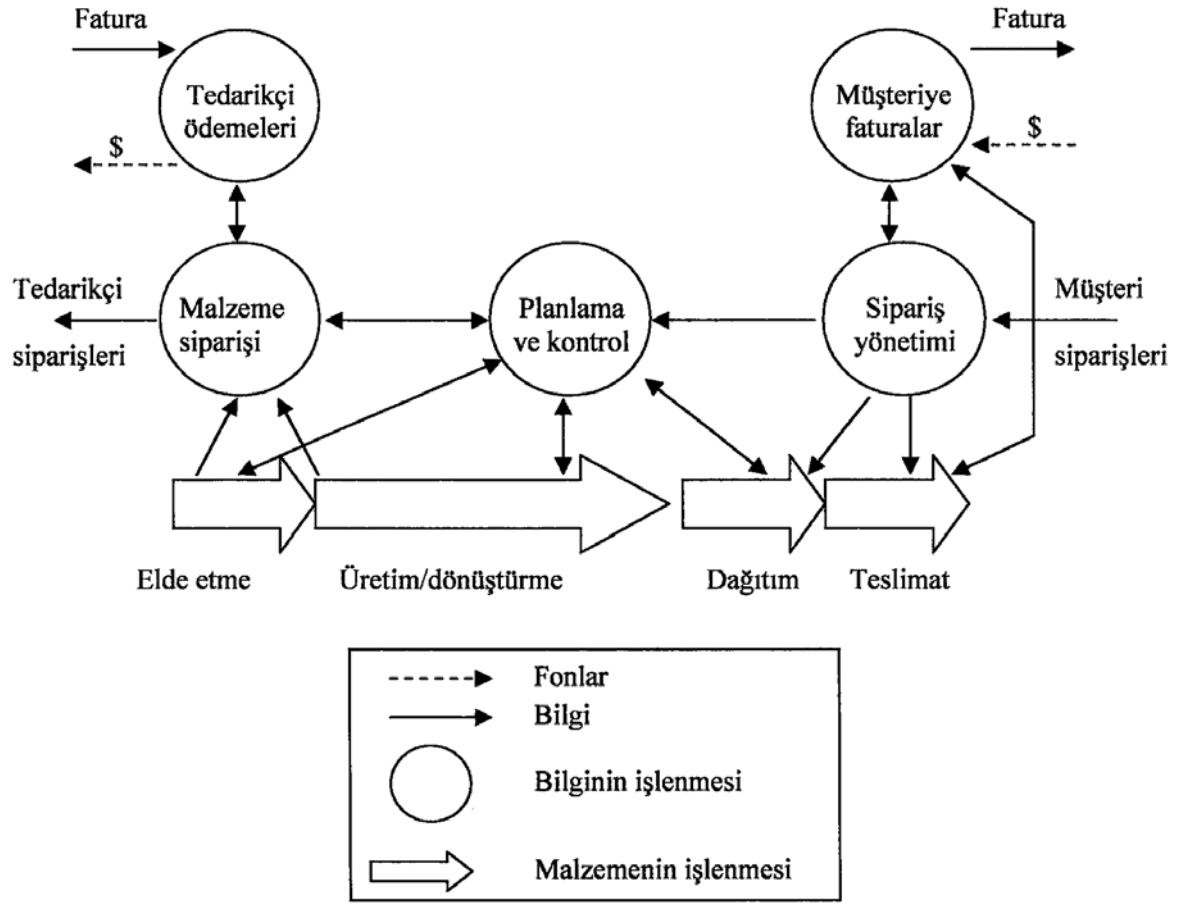 Fatura
Fatura
Tedarikçi
ödemeleri
Müşteriye
faturalar
$
$
Tedarikçi
siparişleri
Malzeme
siparişi
Planlama
ve kontrol
Sipariş
yönetimi
Müşteri
siparişleri
Elde etme
Üretim/dönüştürme
Dağıtım
Teslimat
Fonlar
Bilgi
Bilginin işlenmesi
Malzemenin işlenmesi